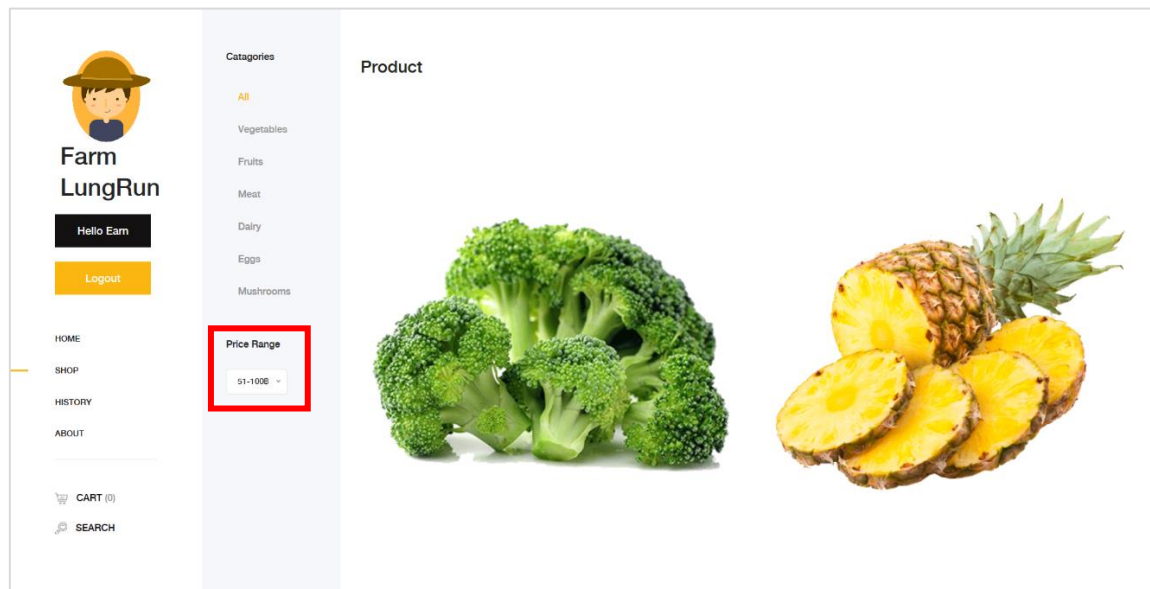 Farm
LungRun
Hello Earn
Logout
HOME
SHOP
HISTORY
ABOUT
CART (0)
SEARCH
Catagories
All
Vegetables
Fruits
Meat
Dairy
Eggs
Mushrooms
Price Range
51-100฿
Product